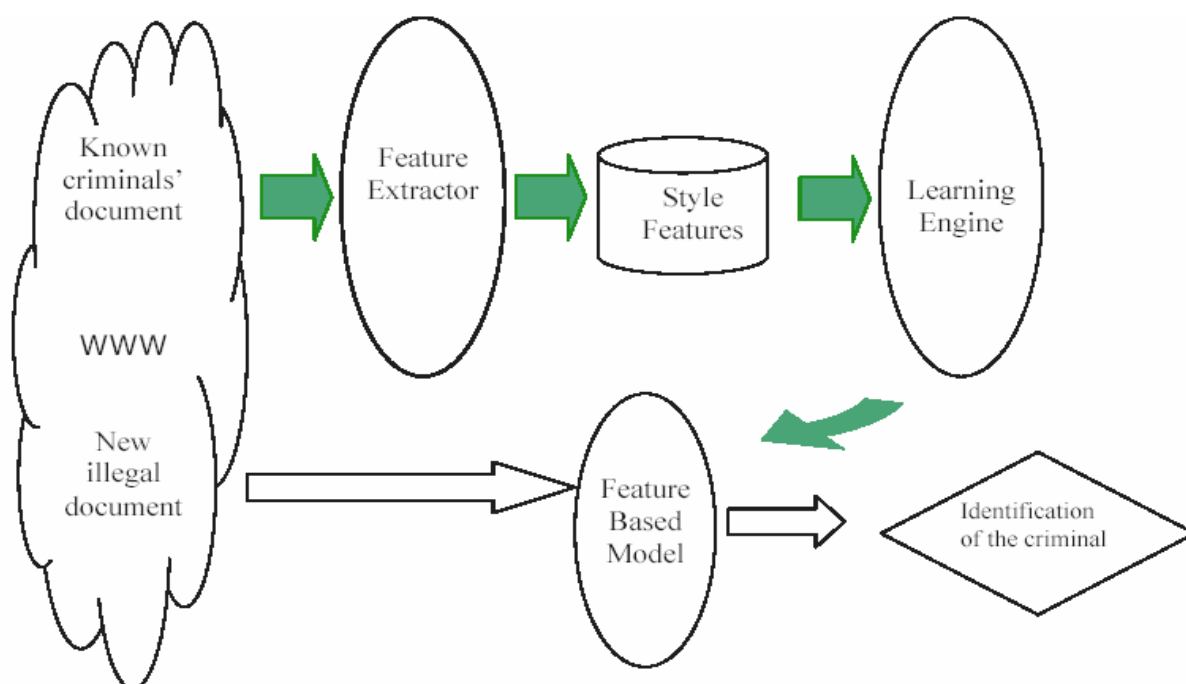 Known
criminals'
document
Feature
Extractor
Style
Features
Learning
Engine
WWW
New
illegal
document
Feature
Based
Model
Identification
of the criminal